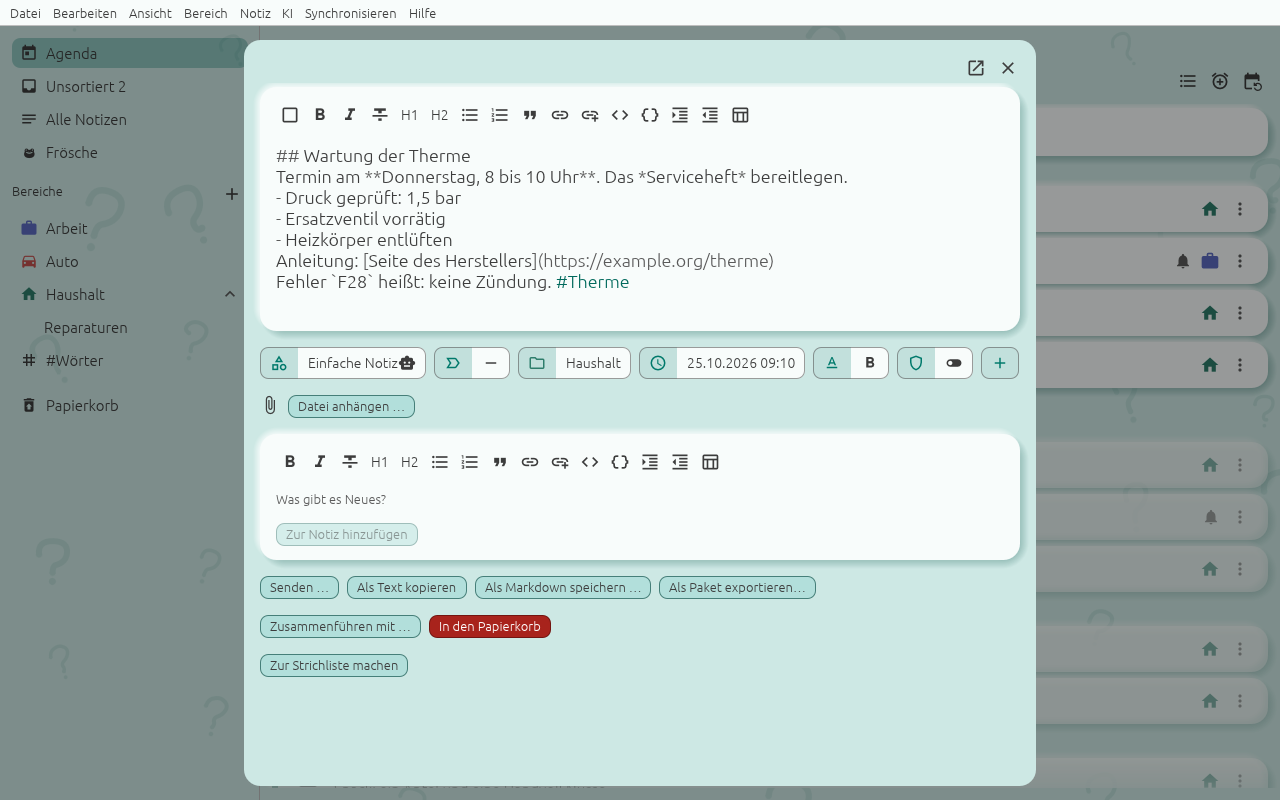 Datei Bearbeiten Ansicht Bereich Notiz KI Synchronisieren Hilfe
Agenda
Unsortiert 2
Alle Notizen
Frösche
Bereiche
Arbeit
Auto
Haushalt
Reparaturen
#Wörter
Papierkorb
B I H1 H2
## Wartung der Therme
Termin am **Donnerstag, 8 bis 10 Uhr**. Das *Serviceheft* bereitlegen.
- Druck geprüft: 1,5 bar
- Ersatzventil vorrätig
- Heizkörper entlüften
Anleitung: [Seite des Herstellers](https://example.org/therme)
Fehler `F28` heißt: keine Zündung. #Therme
Einfache Notiz — Haushalt 25.10.2026 09:10 A B
Datei anhängen …
B I H1 H2
Was gibt es Neues?
Zur Notiz hinzufügen
Senden … Als Text kopieren Als Markdown speichern … Als Paket exportieren…
Zusammenführen mit … In den Papierkorb
Zur Strichliste machen